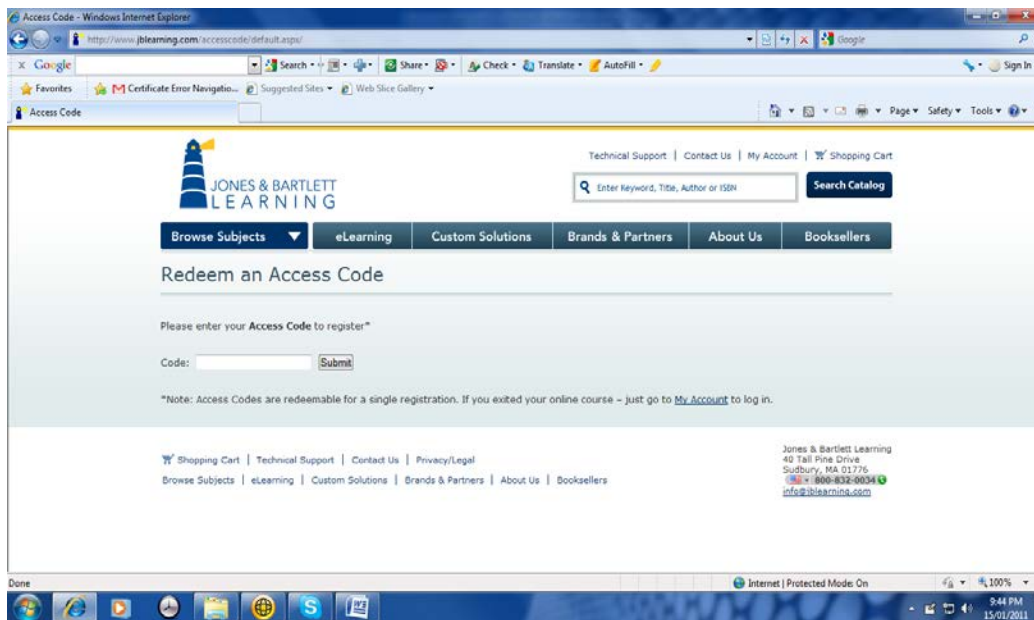 Access Code - Windows Internet Explorer
http://www.jblearning.com/accesscode/default.aspx/
Google
x Google Search Share Check Translate AutoFill Sign In
Favorites Certificate Error Navigatio... Suggested Sites Web Slice Gallery
Access Code Page Safety Tools
Technical Support | Contact Us | My Account | Shopping Cart
JONES & BARTLETT
LEARNING
Enter Keyword, Title, Author or ISBN Search Catalog
Browse Subjects eLearning Custom Solutions Brands & Partners About Us Booksellers
Redeem an Access Code
Please enter your Access Code to register*
Code: Submit
*Note: Access Codes are redeemable for a single registration. If you exited your online course – just go to My Account to log in.
Shopping Cart | Technical Support | Contact Us | Privacy/Legal
Browse Subjects | eLearning | Custom Solutions | Brands & Partners | About Us | Booksellers
Jones & Bartlett Learning
40 Tall Pine Drive
Sudbury, MA 01776
800-832-0034
info@jblearning.com
Done Internet | Protected Mode: On 100%
9:44 PM
15/01/2011